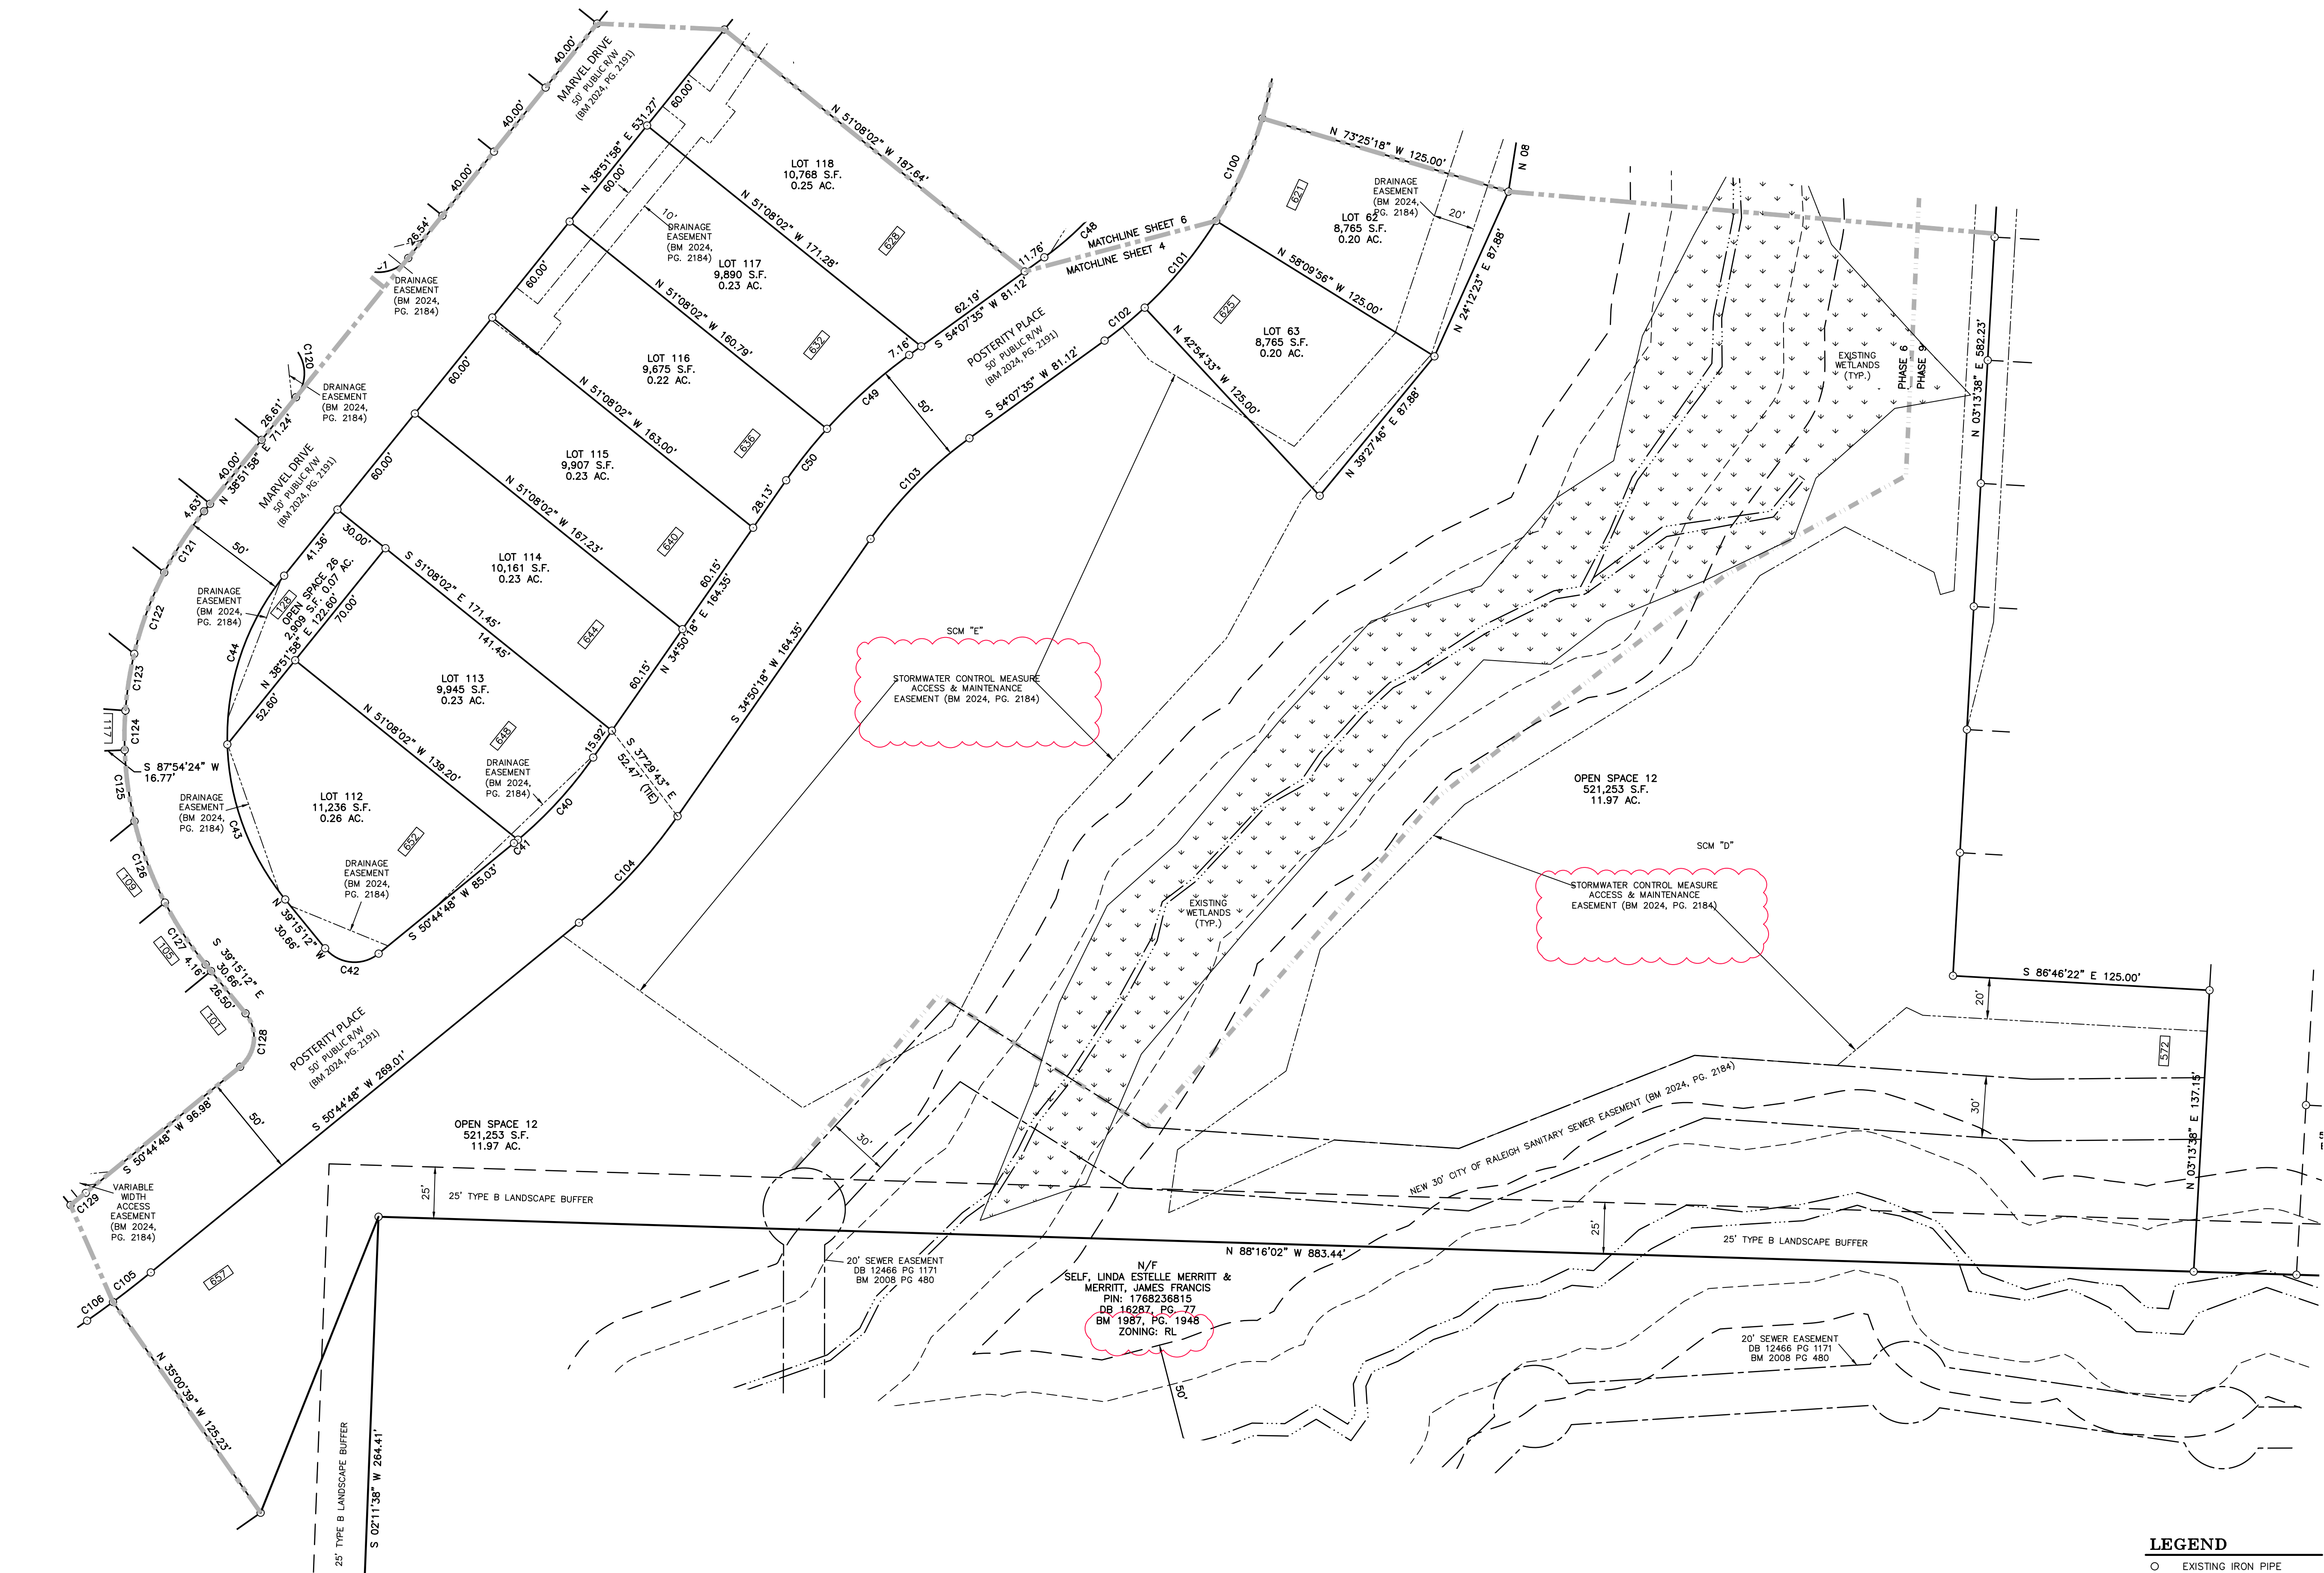 40.00'
MARVEL DRIVE
50' PUBLIC R/W
(BM 2024, PG. 2191)
40.00'
40.00'
26.54'
C7
DRAINAGE
EASEMENT
(BM 2024,
PG. 2184)
C120
DRAINAGE
EASEMENT
(BM 2024,
PG. 2184)
26.61'
N 38°51'58" E 71.24'
40.00'
4.63'
MARVEL DRIVE
50' PUBLIC R/W
(BM 2024, PG. 2191)
50'
C121
C122
C123
C124
117
S 87°54'24" W
16.77'
C125
C126
109
C127
105
4.16'
S 39°15'12" E
30.66'
26.50'
101
C128
POSTERITY PLACE
50' PUBLIC R/W
(BM 2024, PG. 2191)
S 50°44'48" W 96.98'
50'
C129
VARIABLE
WIDTH
ACCESS
EASEMENT
(BM 2024,
PG. 2184)
C105
C106
657
N 35°00'39" W 125.23'
N 38°51'58" E 531.27'
60.00'
60.00'
60.00'
60.00'
60.00'
41.36'
30.00'
10'
DRAINAGE
EASEMENT
(BM 2024,
PG. 2184)
LOT 118
10,768 S.F.
0.25 AC.
628
N 51°08'02" W 187.64'
N 51°08'02" W 171.28'
LOT 117
9,890 S.F.
0.23 AC.
632
N 51°08'02" W 160.79'
LOT 116
9,675 S.F.
0.22 AC.
636
N 51°08'02" W 163.00'
LOT 115
9,907 S.F.
0.23 AC.
640
N 51°08'02" W 167.23'
LOT 114
10,161 S.F.
0.23 AC.
644
S 51°08'02" E 171.45'
141.45'
LOT 113
9,945 S.F.
0.23 AC.
648
N 51°08'02" W 139.20'
LOT 112
11,236 S.F.
0.26 AC.
652
DRAINAGE
EASEMENT
(BM 2024,
PG. 2184)
128
OPEN SPACE 26
2,909 S.F. 0.07 AC.
N 38°51'58" E 122.60'
70.00'
52.60'
C44
DRAINAGE
EASEMENT
(BM 2024,
PG. 2184)
C43
DRAINAGE
EASEMENT
(BM 2024,
PG. 2184)
N 39°15'12" W
30.66'
C42
S 50°44'48" W 85.03'
C41
DRAINAGE
EASEMENT
(BM 2024,
PG. 2184)
C40
15.92'
S 37°29'43" E
52.47' (TIE)
60.15'
60.15'
N 34°50'18" E 164.35'
28.13'
C50
C49
7.16'
62.19'
S 54°07'35" W 81.12'
11.76'
C48
MATCHLINE SHEET 6
MATCHLINE SHEET 4
POSTERITY PLACE
50' PUBLIC R/W
(BM 2024, PG. 2191)
50'
S 54°07'35" W 81.12'
C103
C102
C101
C100
S 34°50'18" W 164.35'
C104
S 50°44'48" W 269.01'
N 73°25'18" W 125.00'
N 08
621
DRAINAGE
EASEMENT
(BM 2024,
PG. 2184)
20'
LOT 62
8,765 S.F.
0.20 AC.
N 24°12'23" E 87.88'
N 58°09'56" W 125.00'
625
LOT 63
8,765 S.F.
0.20 AC.
N 42°54'33" W 125.00'
N 39°27'46" E 87.88'
EXISTING
WETLANDS
(TYP.)
PHASE 6
PHASE 9
N 03°13'38" E 582.23'
SCM "E"
STORMWATER CONTROL MEASURE
ACCESS & MAINTENANCE
EASEMENT (BM 2024, PG. 2184)
OPEN SPACE 12
521,253 S.F.
11.97 AC.
SCM "D"
STORMWATER CONTROL MEASURE
ACCESS & MAINTENANCE
EASEMENT (BM 2024, PG. 2184)
EXISTING
WETLANDS
(TYP.)
S 86°46'22" E 125.00'
20'
572
N 03°13'38" E 137.15'
30'
NEW 30' CITY OF RALEIGH SANITARY SEWER EASEMENT (BM 2024, PG. 2184)
OPEN SPACE 12
521,253 S.F.
11.97 AC.
30'
25'
25' TYPE B LANDSCAPE BUFFER
25'
25' TYPE B LANDSCAPE BUFFER
N 88°16'02" W 883.44'
20' SEWER EASEMENT
DB 12466 PG 1171
BM 2008 PG 480
N/F
SELF, LINDA ESTELLE MERRITT &
MERRITT, JAMES FRANCIS
PIN: 1768236815
DB 16287, PG. 77
BM 1987, PG. 1948
ZONING: RL
50'
20' SEWER EASEMENT
DB 12466 PG 1171
BM 2008 PG 480
25' TYPE B LANDSCAPE BUFFER
S 02°11'38" W 264.41'
LEGEND
EXISTING IRON PIPE